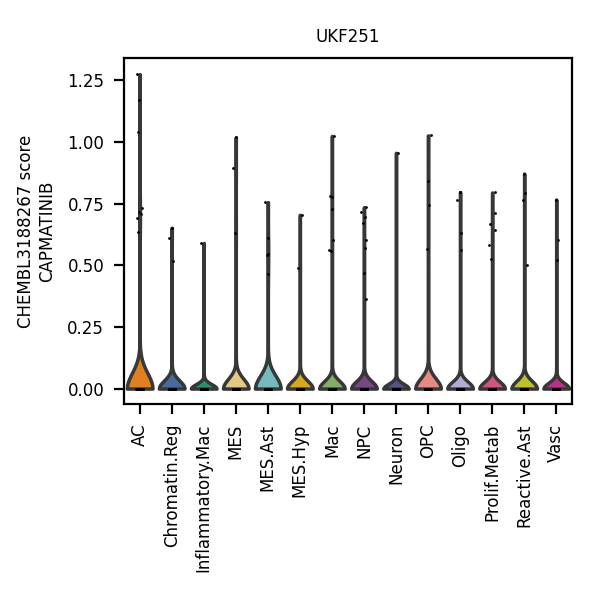 UKF251
CHEMBL3188267 score
CAPMATINIB
1.25
1.00
0.75
0.50
0.25
0.00
AC
Chromatin.Reg
Inflammatory.Mac
MES
MES.Ast
MES.Hyp
Mac
NPC
Neuron
OPC
Oligo
Prolif.Metab
Reactive.Ast
Vasc